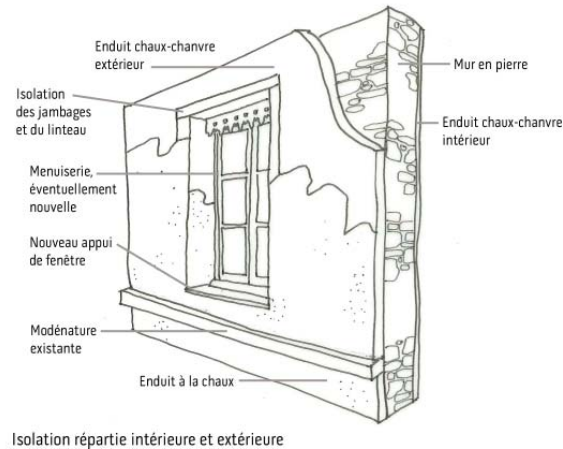 Enduit chaux-chanvre
extérieur
Mur en pierre
Isolation
des jambages
et du linteau
Enduit chaux-chanvre
intérieur
Menuiserie,
éventuellement
nouvelle
Nouveau appui
de fenêtre
Modénature
existante
Enduit à la chaux
Isolation répartie intérieure et extérieure